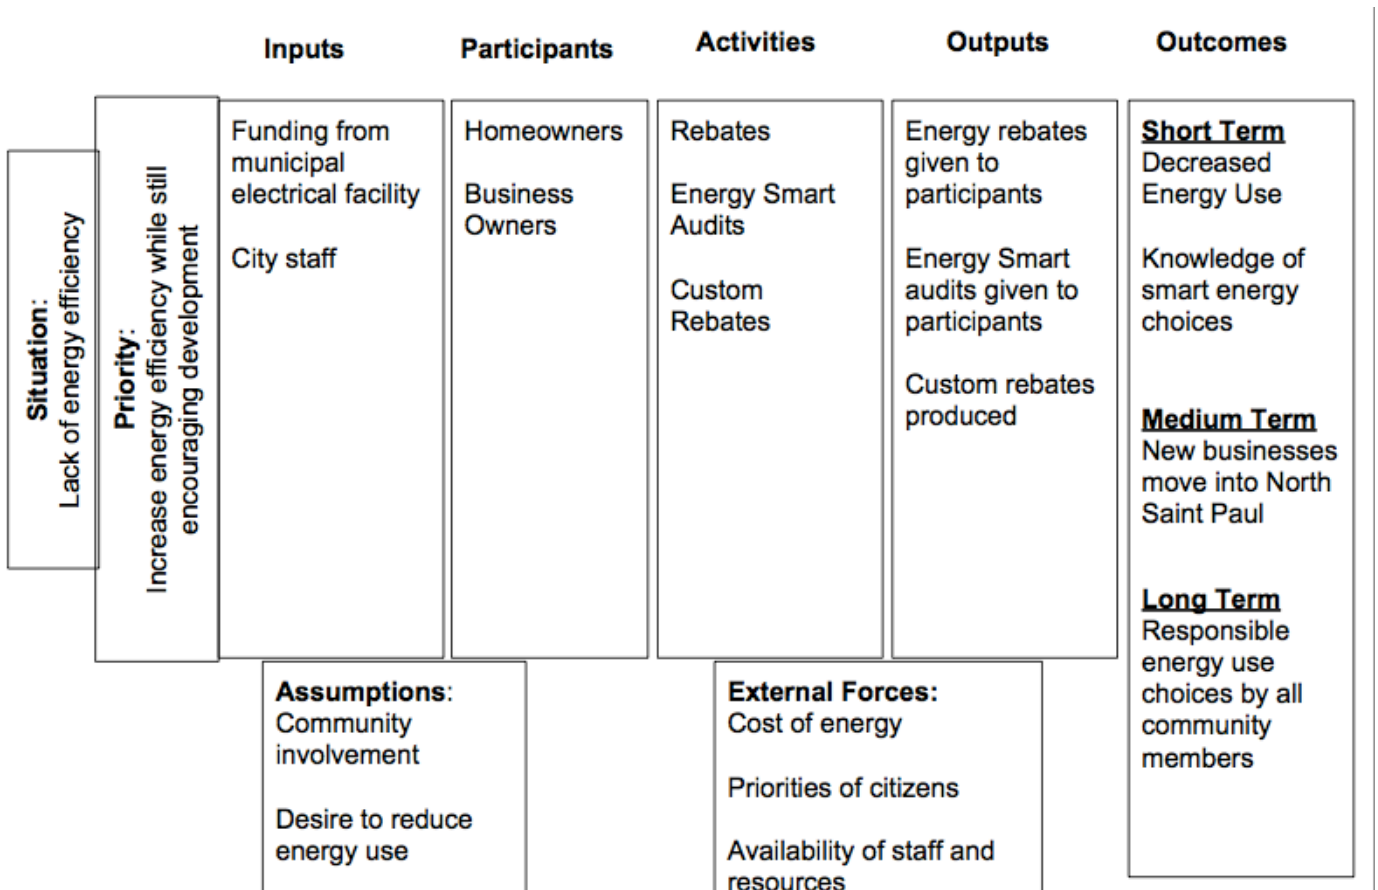 Inputs
Participants
Activities
Outputs
Outcomes
Situation:
Lack of energy efficiency
Priority:
Increase energy efficiency while still
encouraging development
Funding from
municipal
electrical facility
City staff
Homeowners
Business
Owners
Rebates
Energy Smart
Audits
Custom
Rebates
Energy rebates
given to
participants
Energy Smart
audits given to
participants
Custom rebates
produced
Short Term
Decreased
Energy Use
Knowledge of
smart energy
choices
Medium Term
New businesses
move into North
Saint Paul
Long Term
Responsible
energy use
choices by all
community
members
Assumptions:
Community
involvement
Desire to reduce
energy use
External Forces:
Cost of energy
Priorities of citizens
Availability of staff and
resources